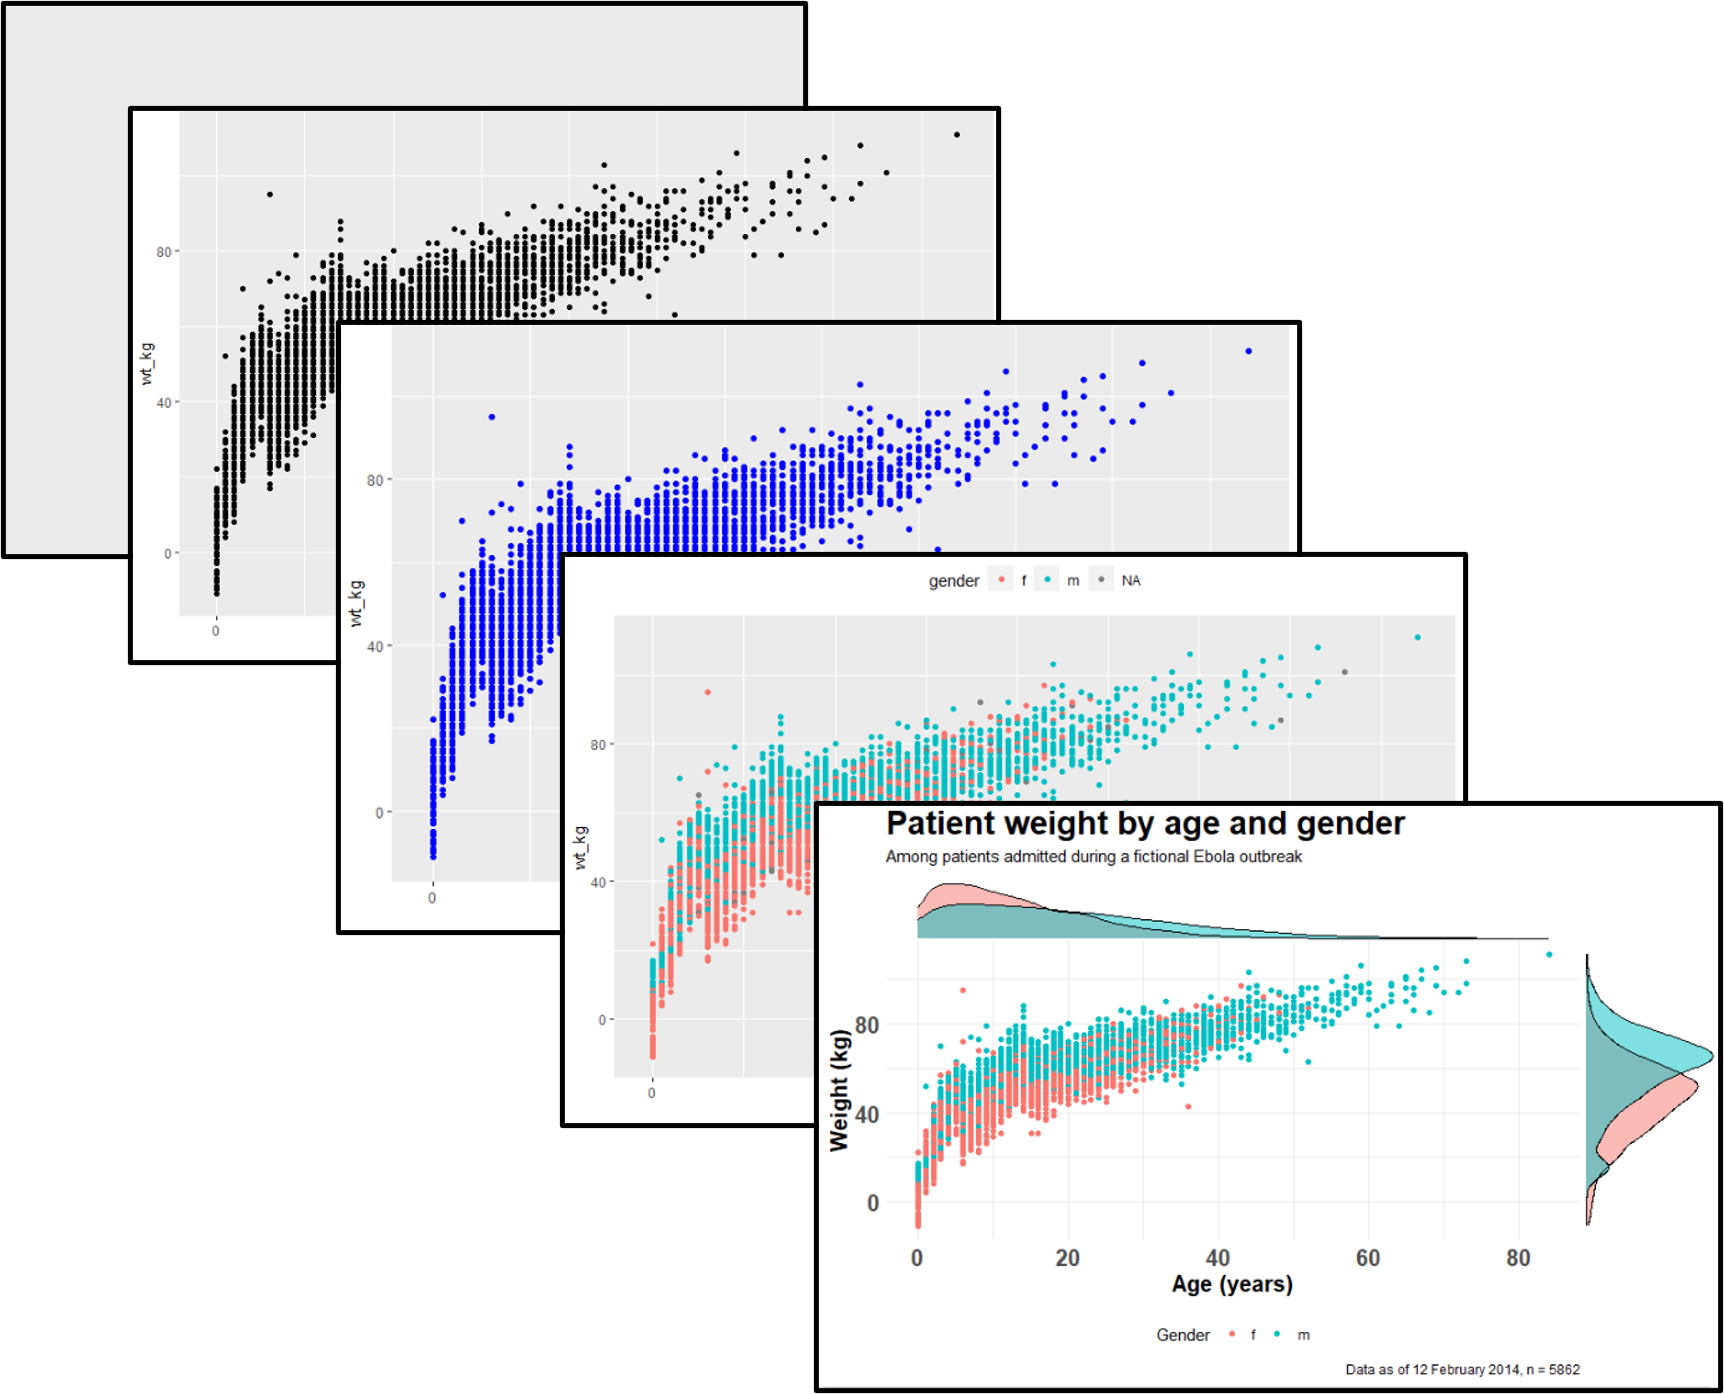 80
wt_kg
40
0
0
80
wt_kg
40
0
0
gender f m NA
80
wt_kg
40
0
0
Patient weight by age and gender
Among patients admitted during a fictional Ebola outbreak
80
Weight (kg)
40
0
0 20 40 60 80
Age (years)
Gender f m
Data as of 12 February 2014, n = 5862